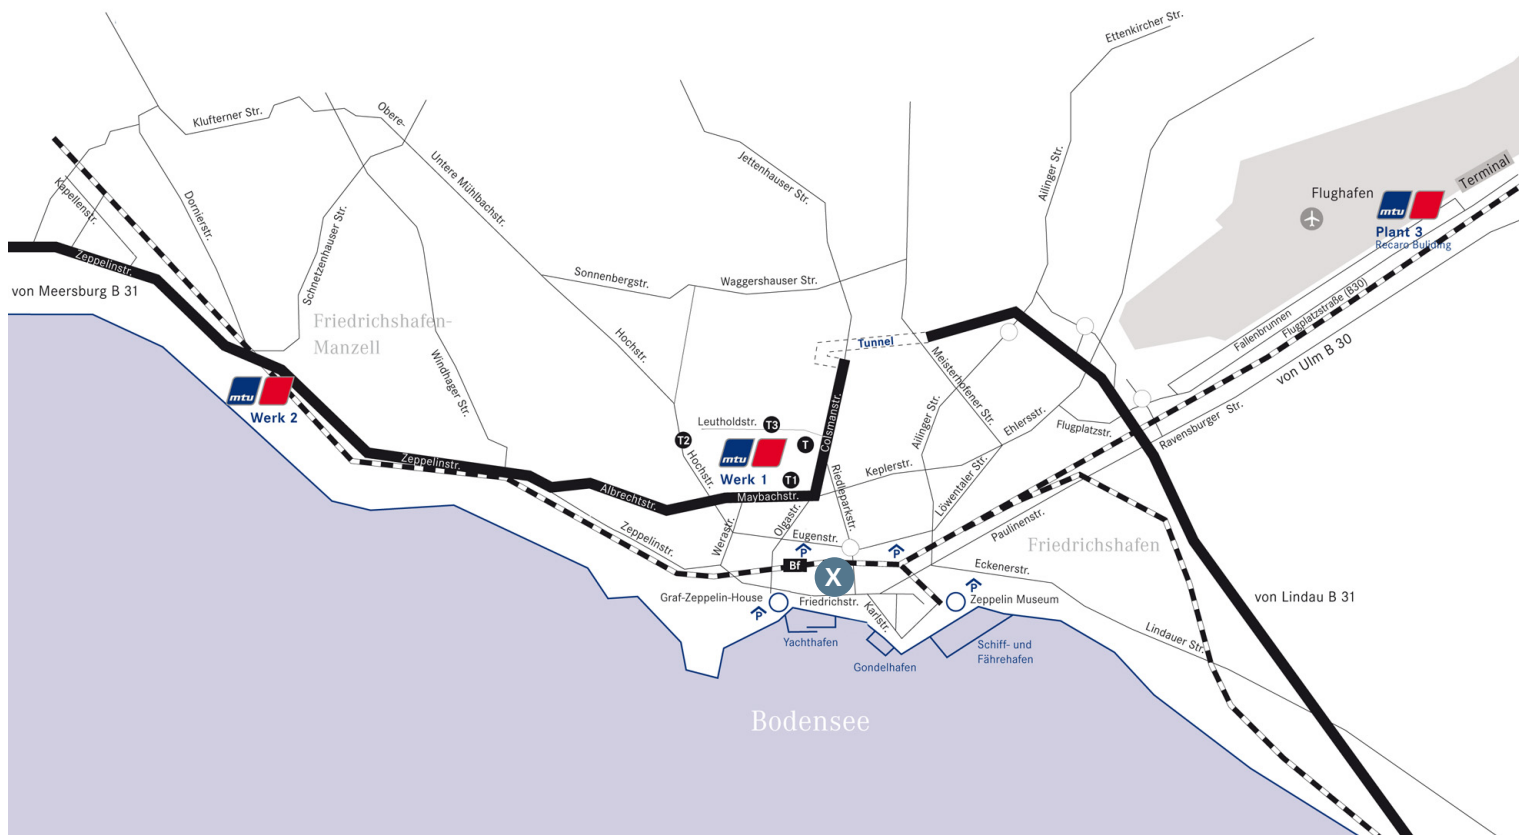 Ettenkircher Str.
Klufterner Str.
Obere-
Untere Mühlbachstr.
Jettenhauser Str.
Ailinger Str.
Terminal
Flughafen
mtu
Plant 3
Recaro Buliding
Kapellenstr.
Dornierstr.
Schnetzenhauser Str.
Zeppelinstr.
von Meersburg B 31
Sonnenbergstr.
Waggershauser Str.
Friedrichshafen-
Manzell
Hochstr.
Tunnel
Fallenbrunnen
Flugplatzstraße (B30)
von Ulm B 30
Windhager Str.
Meisterhofener Str.
mtu
Werk 2
Leutholdstr.
T3
T2
T
Colsmanstr.
Ailinger Str.
Ehlersstr.
Flugplatzstr.
Ravensburger Str.
mtu
Werk 1
T1
Hochstr.
Zeppelinstr.
Keplerstr.
Albrechtstr.
Maybachstr.
Riedleparkstr.
Löwentaler Str.
Olgastr.
Werastr.
Zeppelinstr.
Eugenstr.
Paulinenstr.
Friedrichshafen
P
P
Bf
X
Eckenerstr.
P
Graf-Zeppelin-House
P
Friedrichstr.
Karlstr.
Zeppelin Museum
von Lindau B 31
Lindauer Str.
Yachthafen
Gondelhafen
Schiff- und
Fährehafen
Bodensee